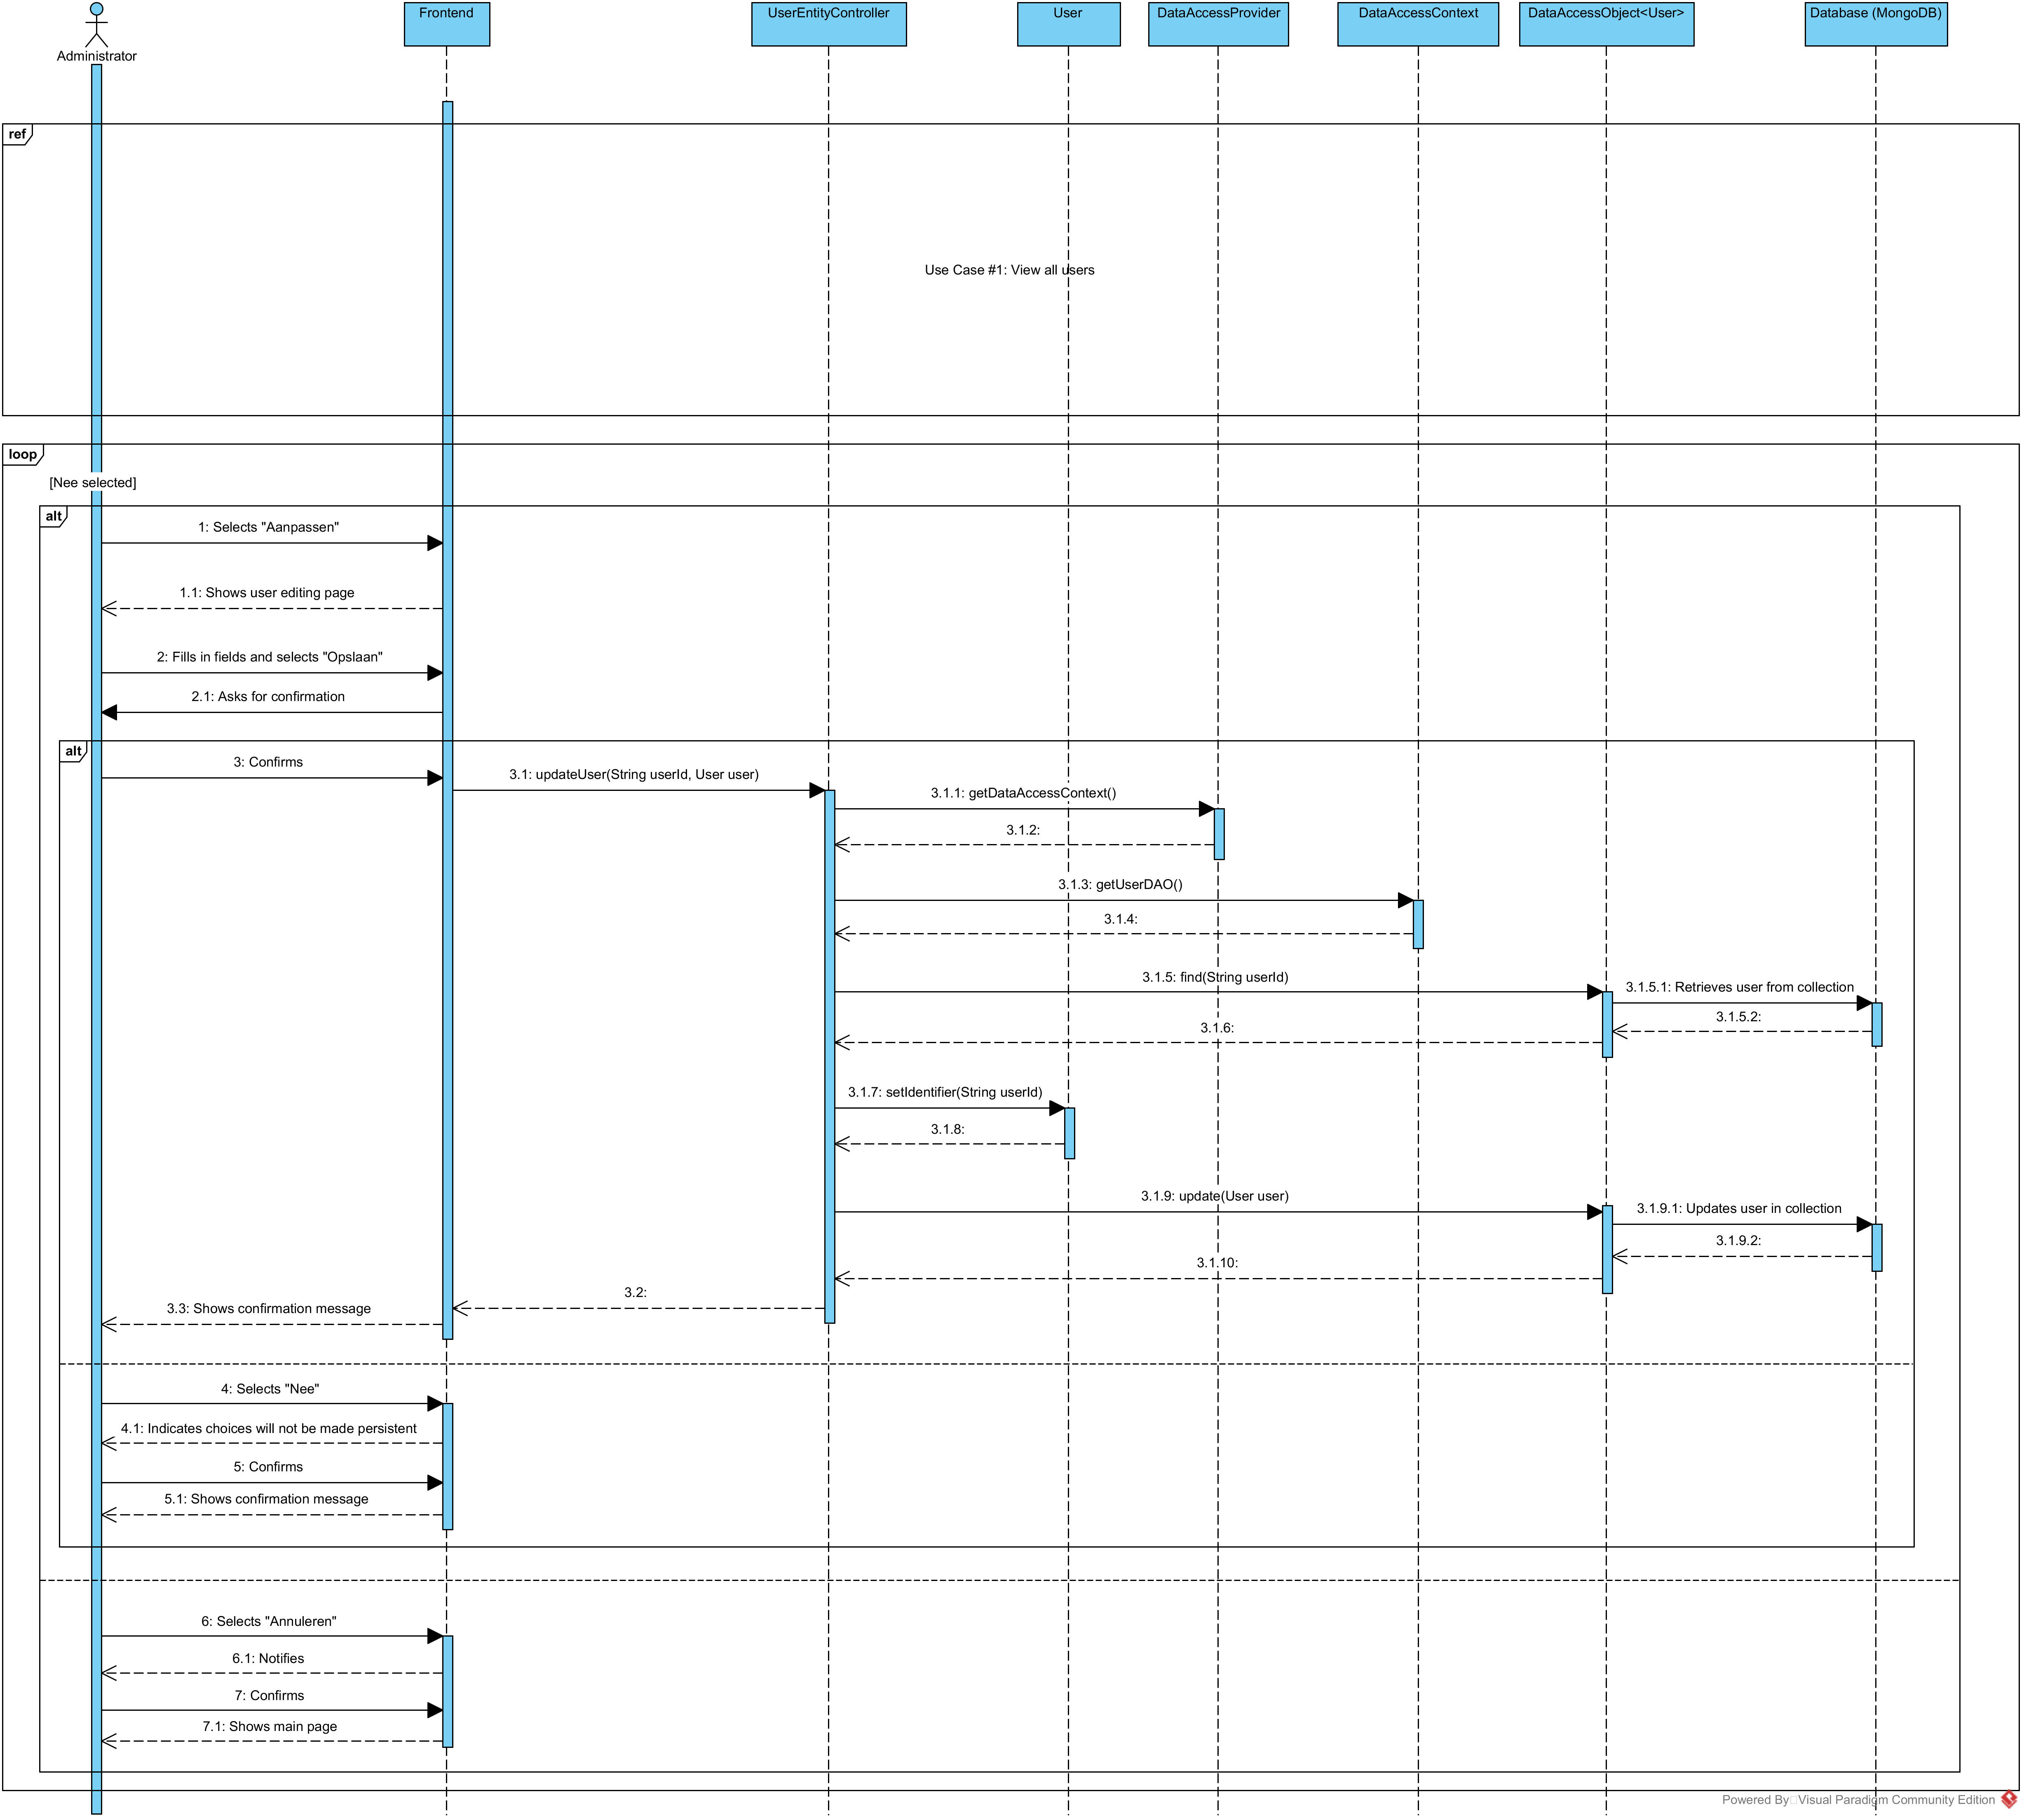 Administrator
Frontend
UserEntityController
User
DataAccessProvider
DataAccessContext
DataAccessObject<User>
Database (MongoDB)
ref
Use Case #1: View all users
loop
[Nee selected]
alt
1: Selects "Aanpassen"
1.1: Shows user editing page
2: Fills in fields and selects "Opslaan"
2.1: Asks for confirmation
alt
3: Confirms
3.1: updateUser(String userId, User user)
3.1.1: getDataAccessContext()
3.1.2:
3.1.3: getUserDAO()
3.1.4:
3.1.5: find(String userId)
3.1.5.1: Retrieves user from collection
3.1.5.2:
3.1.6:
3.1.7: setIdentifier(String userId)
3.1.8:
3.1.9: update(User user)
3.1.9.1: Updates user in collection
3.1.9.2:
3.1.10:
3.2:
3.3: Shows confirmation message
4: Selects "Nee"
4.1: Indicates choices will not be made persistent
5: Confirms
5.1: Shows confirmation message
6: Selects "Annuleren"
6.1: Notifies
7: Confirms
7.1: Shows main page
Powered By Visual Paradigm Community Edition